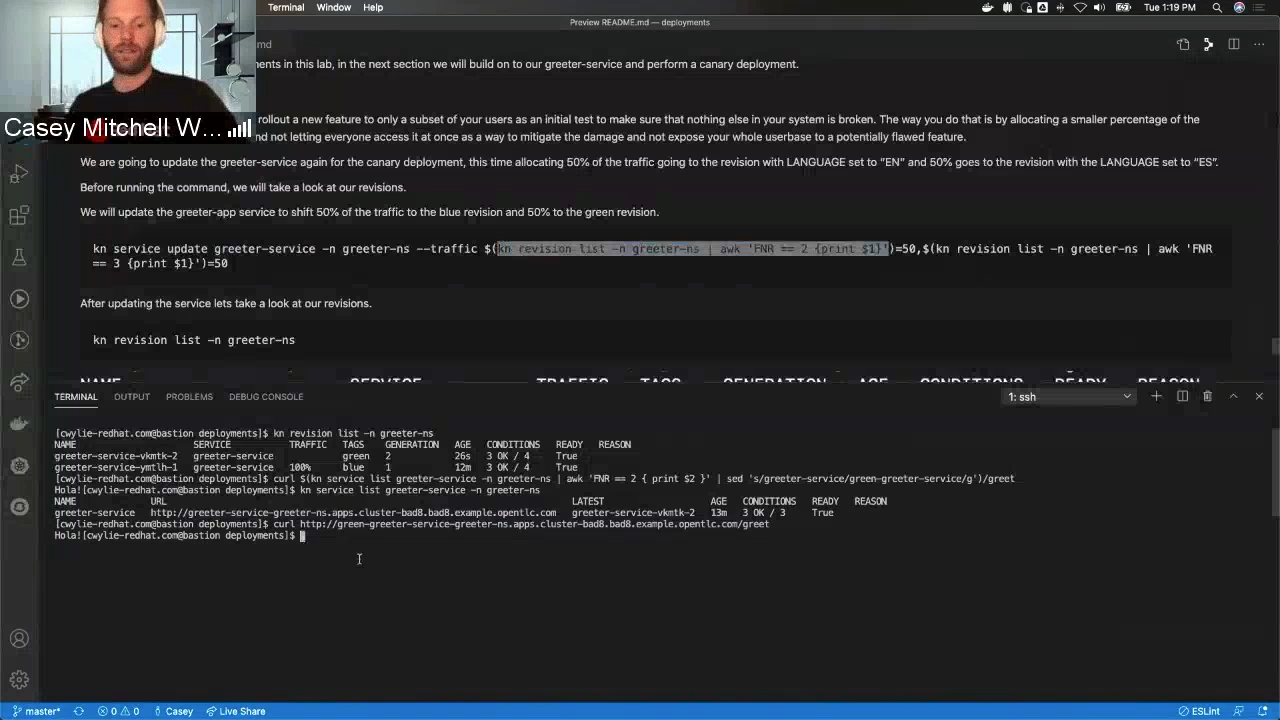 Terminal Window Help
Tue 1:19 PM
Preview README.md — deployments
md
ments in this lab, in the next section we will build on to our greeter-service and perform a canary deployment.
rollout a new feature to only a subset of your users as an initial test to make sure that nothing else in your system is broken. The way you do that is by allocating a smaller percentage of the
Casey Mitchell W...
nd not letting everyone access it at once as a way to mitigate the damage and not expose your whole userbase to a potentially flawed feature.
We are going to update the greeter-service again for the canary deployment, this time allocating 50% of the traffic going to the revision with LANGUAGE set to "EN" and 50% goes to the revision with the LANGUAGE set to "ES".
Before running the command, we will take a look at our revisions.
We will update the greeter-app service to shift 50% of the traffic to the blue revision and 50% to the green revision.
kn service update greeter-service -n greeter-ns --traffic $(kn revision list -n greeter-ns | awk 'FNR == 2 {print $1}')=50,$(kn revision list -n greeter-ns | awk 'FNR
== 3 {print $1}')=50
After updating the service lets take a look at our revisions.
kn revision list -n greeter-ns
NAME SERVICE TRAFFIC TAGS GENERATION AGE CONDITIONS READY REASON
TERMINAL OUTPUT PROBLEMS DEBUG CONSOLE 1: ssh
[cwylie-redhat.com@bastion deployments]$ kn revision list -n greeter-ns
NAME SERVICE TRAFFIC TAGS GENERATION AGE CONDITIONS READY REASON
greeter-service-vkmtk-2 greeter-service green 2 26s 3 OK / 4 True
greeter-service-ymtlh-1 greeter-service 100% blue 1 12m 3 OK / 4 True
[cwylie-redhat.com@bastion deployments]$ curl $(kn service list greeter-service -n greeter-ns | awk 'FNR == 2 { print $2 }' | sed 's/greeter-service/green-greeter-service/g')/greet
Hola![cwylie-redhat.com@bastion deployments]$ kn service list greeter-service -n greeter-ns
NAME URL LATEST AGE CONDITIONS READY REASON
greeter-service http://greeter-service-greeter-ns.apps.cluster-bad8.bad8.example.opentlc.com greeter-service-vkmtk-2 13m 3 OK / 3 True
[cwylie-redhat.com@bastion deployments]$ curl http://green-greeter-service-greeter-ns.apps.cluster-bad8.bad8.example.opentlc.com/greet
Hola![cwylie-redhat.com@bastion deployments]$
master* 0 0 Casey Live Share ESLint